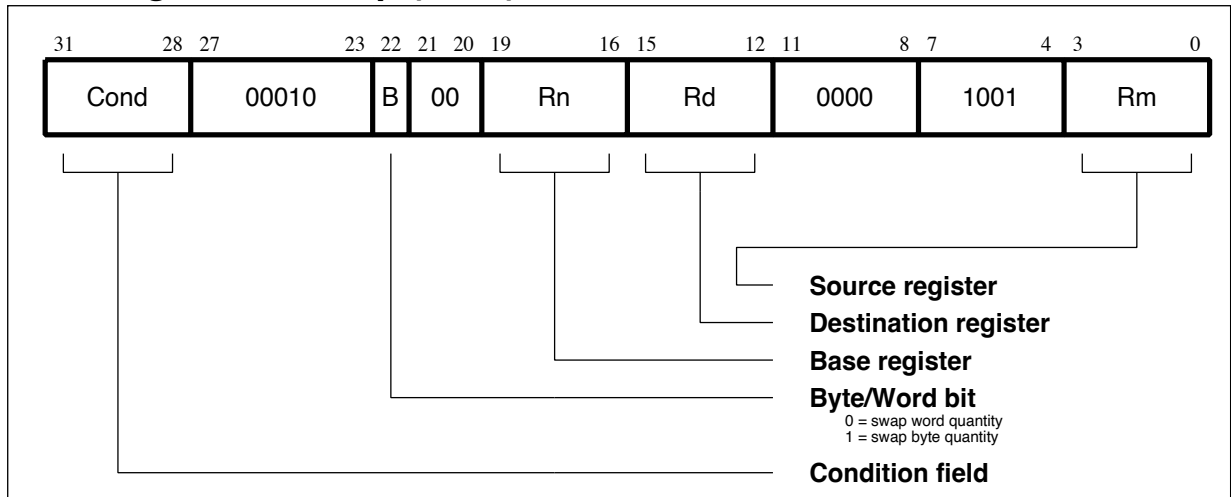 31 28 27 23 22 21 20 19 16 15 12 11 8 7 4 3 0
Cond 00010 B 00 Rn Rd 0000 1001 Rm
Source register
Destination register
Base register
Byte/Word bit
0 = swap word quantity
1 = swap byte quantity
Condition field